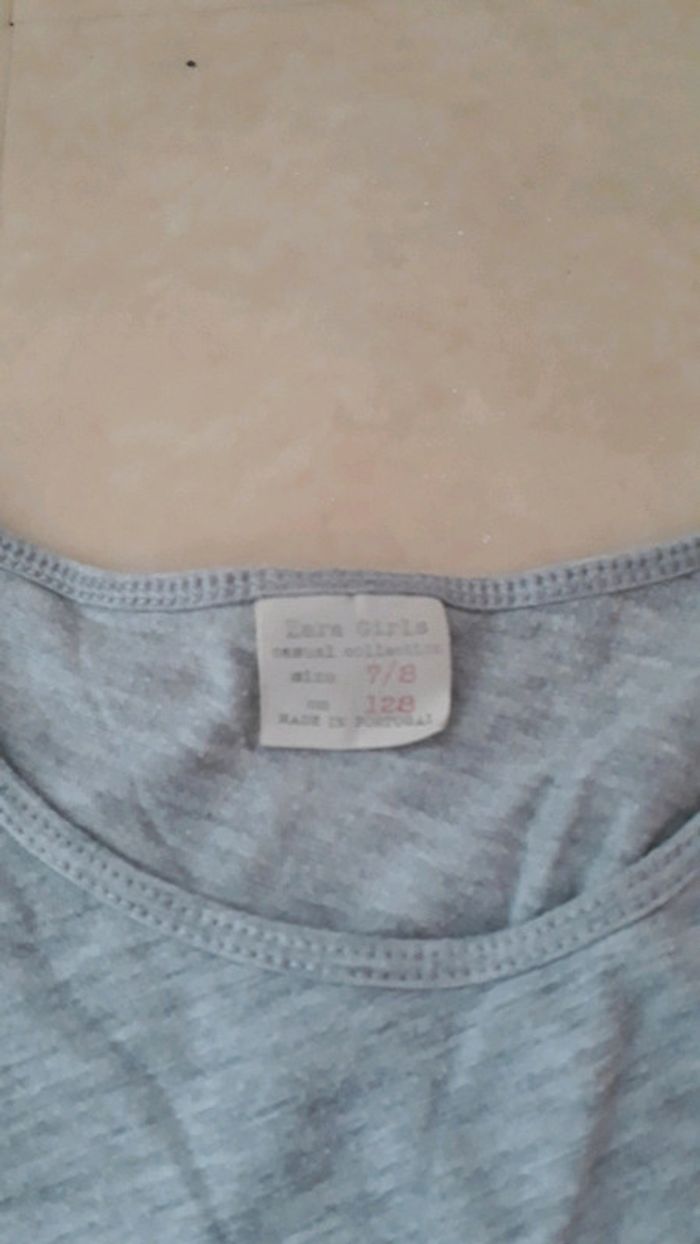 Zara Girls
casual collection
size 7/8
cm 128
MADE IN PORTUGAL